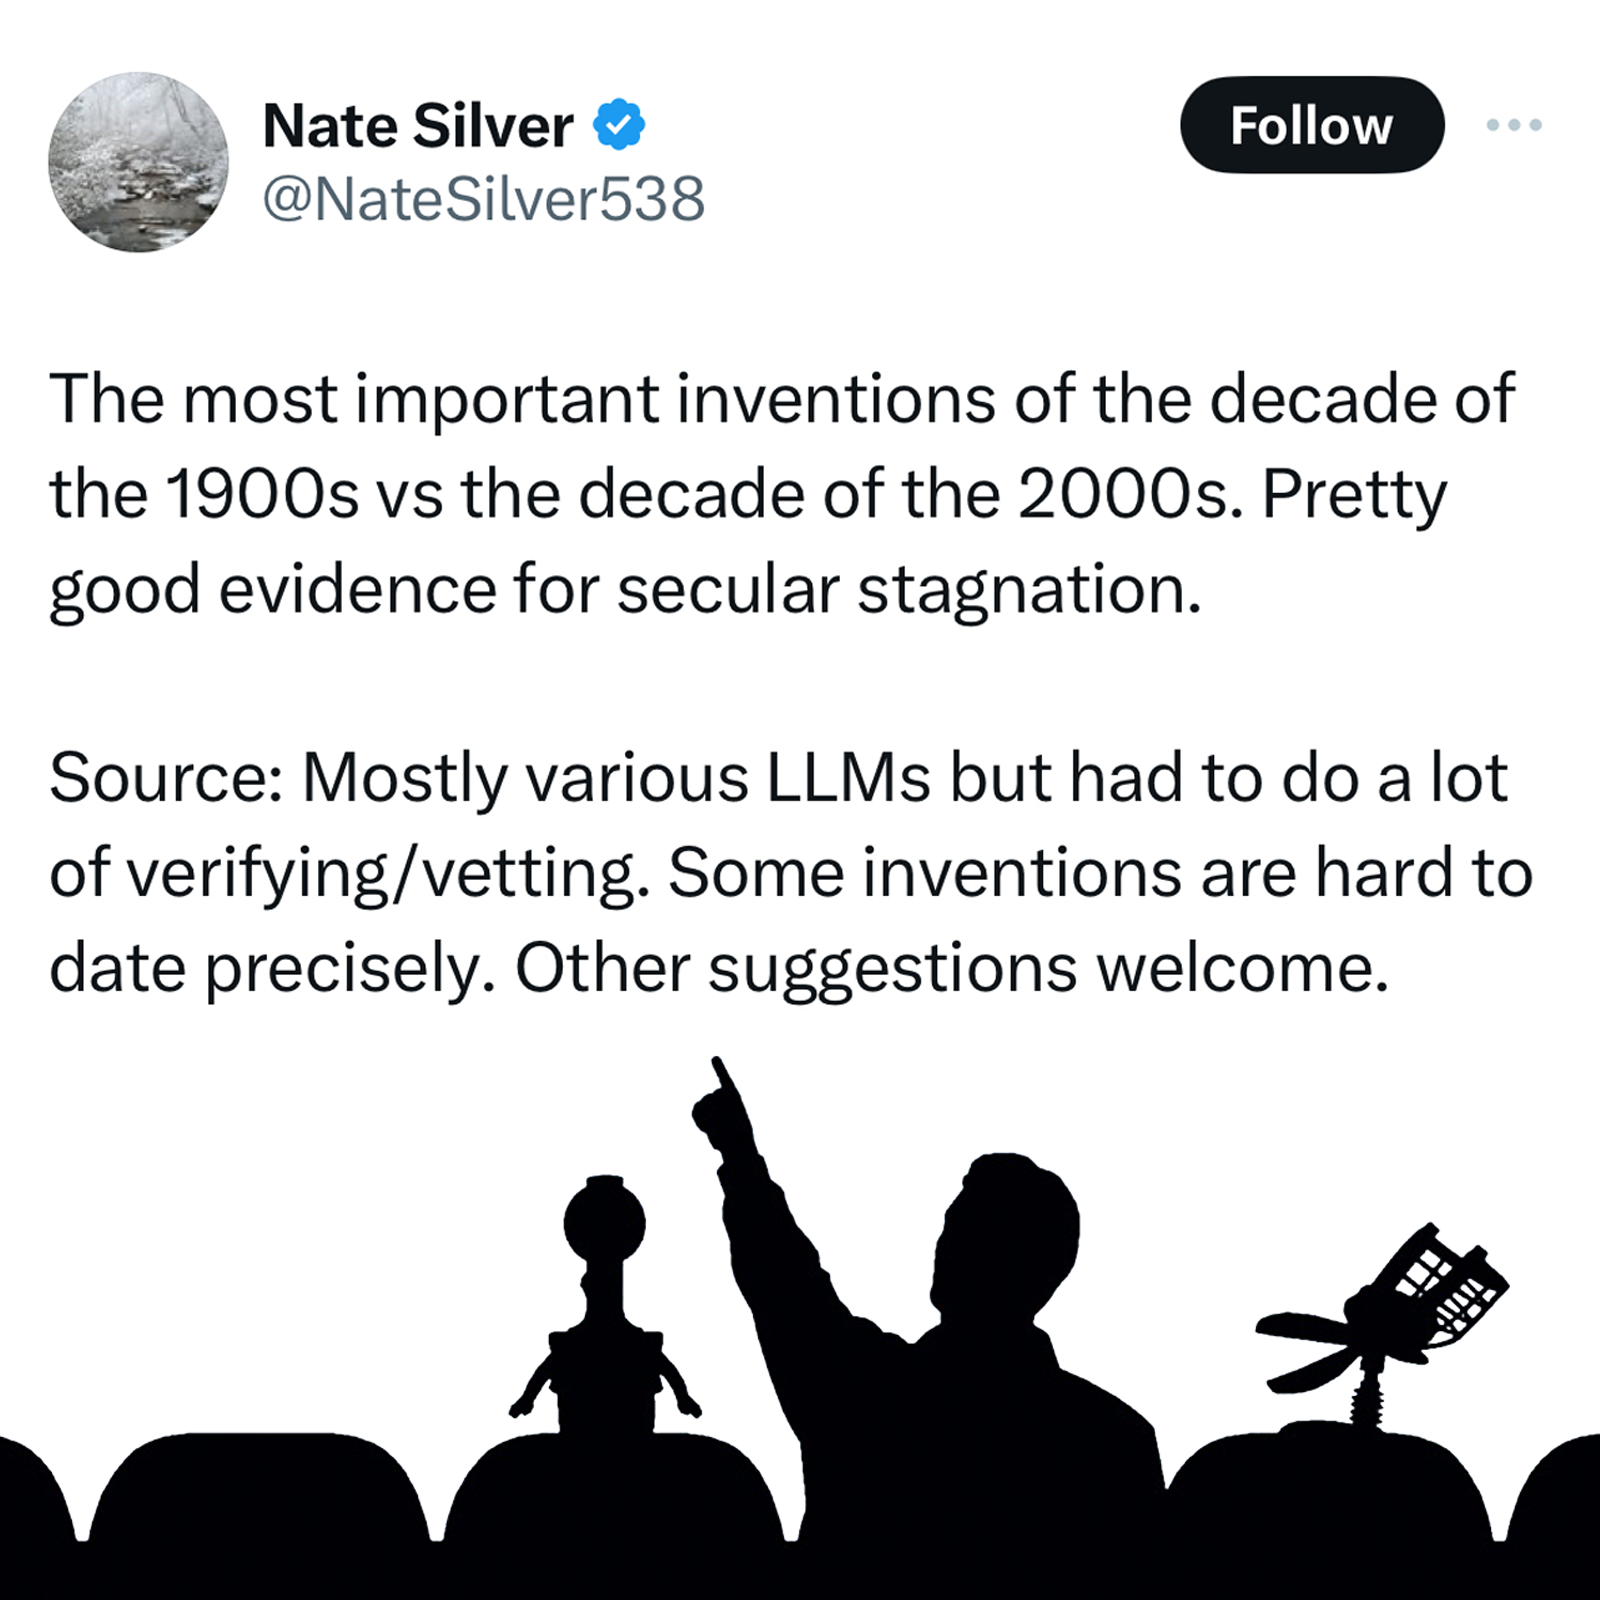 Nate Silver
@NateSilver538
Follow
The most important inventions of the decade of
the 1900s vs the decade of the 2000s. Pretty
good evidence for secular stagnation.
Source: Mostly various LLMs but had to do a lot
of verifying/vetting. Some inventions are hard to
date precisely. Other suggestions welcome.